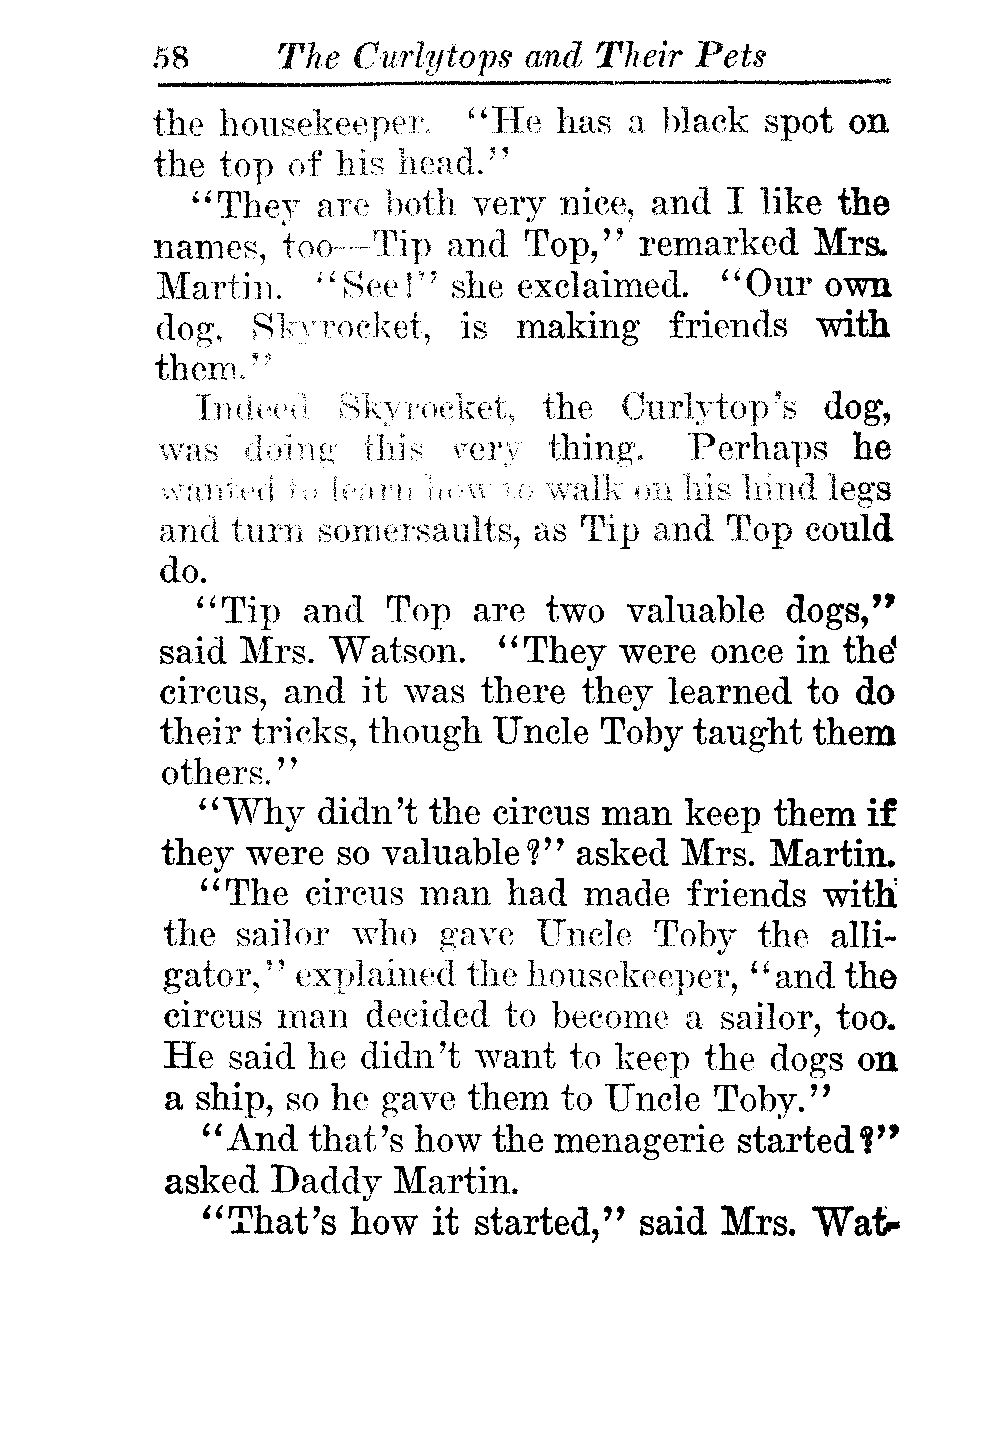 58 The Curlytops and Their Pets
the housekeeper. “He has a black spot on
the top of his head.”
“They are both very nice, and I like the
names, too—Tip and Top,” remarked Mrs.
Martin. “See!” she exclaimed. “Our own
dog, Skyrocket, is making friends with
them.”
Indeed Skyrocket, the Curlytop’s dog,
was doing this very thing. Perhaps he
wanted to learn how to walk on his hind legs
and turn somersaults, as Tip and Top could
do.
“Tip and Top are two valuable dogs,”
said Mrs. Watson. “They were once in the
circus, and it was there they learned to do
their tricks, though Uncle Toby taught them
others.”
“Why didn’t the circus man keep them if
they were so valuable?” asked Mrs. Martin.
“The circus man had made friends with
the sailor who gave Uncle Toby the alli-
gator,” explained the housekeeper, “and the
circus man decided to become a sailor, too.
He said he didn’t want to keep the dogs on
a ship, so he gave them to Uncle Toby.”
“And that’s how the menagerie started?”
asked Daddy Martin.
“That’s how it started,” said Mrs. Wat-